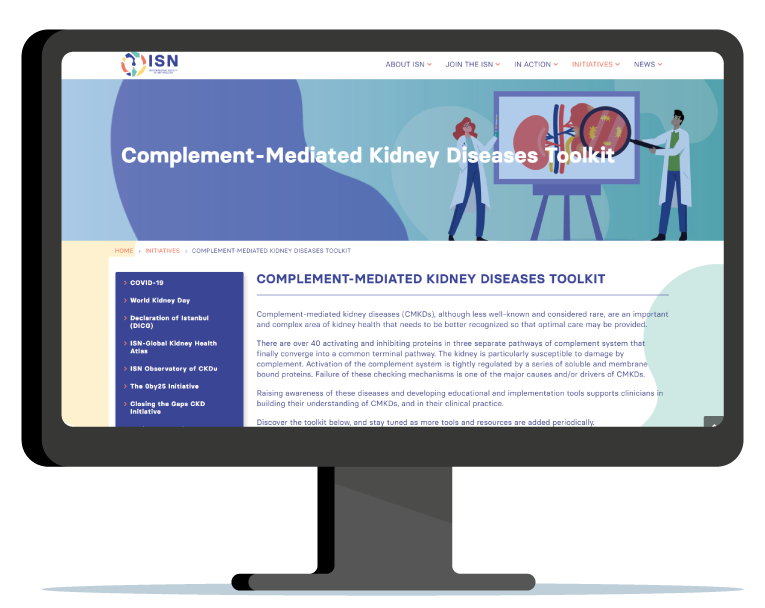 ISN
ABOUT ISN
JOIN THE ISN
IN ACTION
INITIATIVES
NEWS
Complement-Mediated Kidney Diseases Toolkit
HOME > INITIATIVES > COMPLEMENT-MEDIATED KIDNEY DISEASES TOOLKIT
> COVID-19
> World Kidney Day
> Declaration of Istanbul
(DICG)
> ISN-Global Kidney Health
Atlas
> ISN Observatory of CKDu
> The 0by25 Initiative
> Closing the Gaps CKD
Initiative
COMPLEMENT-MEDIATED KIDNEY DISEASES TOOLKIT
Complement-mediated kidney diseases (CMKDs), although less well-known and considered rare, are an important
and complex area of kidney health that needs to be better recognized so that optimal care may be provided.
There are over 40 activating and inhibiting proteins in three separate pathways of complement system that
finally converge into a common terminal pathway. The kidney is particularly susceptible to damage by
complement. Activation of the complement system is tightly regulated by a series of soluble and membrane
bound proteins. Failure of these checking mechanisms is one of the major causes and/or drivers of CMKDs.
Raising awareness of these diseases and developing educational and implementation tools supports clinicians in
building their understanding of CMKDs, and in their clinical practice.
Discover the toolkit below, and stay tuned as more tools and resources are added periodically.